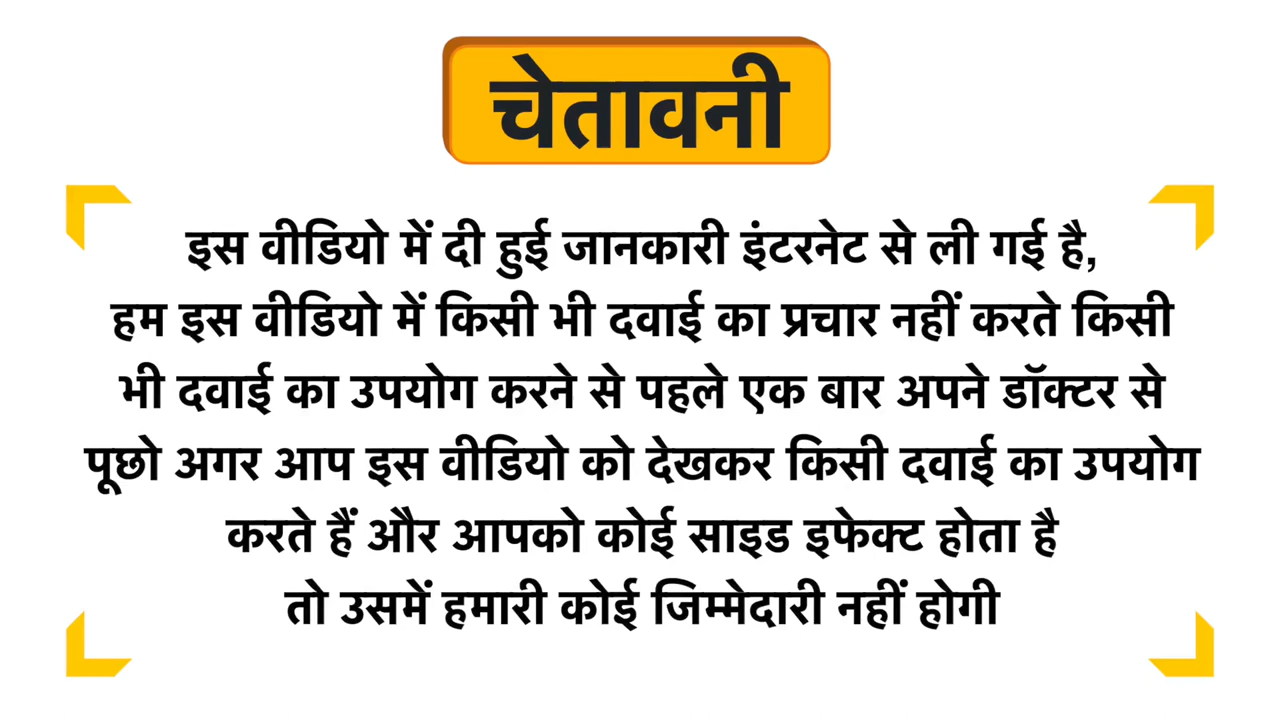 चेतावनी
इस वीडियो में दी हुई जानकारी इंटरनेट से ली गई है,
हम इस वीडियो में किसी भी दवाई का प्रचार नहीं करते किसी
भी दवाई का उपयोग करने से पहले एक बार अपने डॉक्टर से
पूछो अगर आप इस वीडियो को देखकर किसी दवाई का उपयोग
करते हैं और आपको कोई साइड इफेक्ट होता है
तो उसमें हमारी कोई जिम्मेदारी नहीं होगी